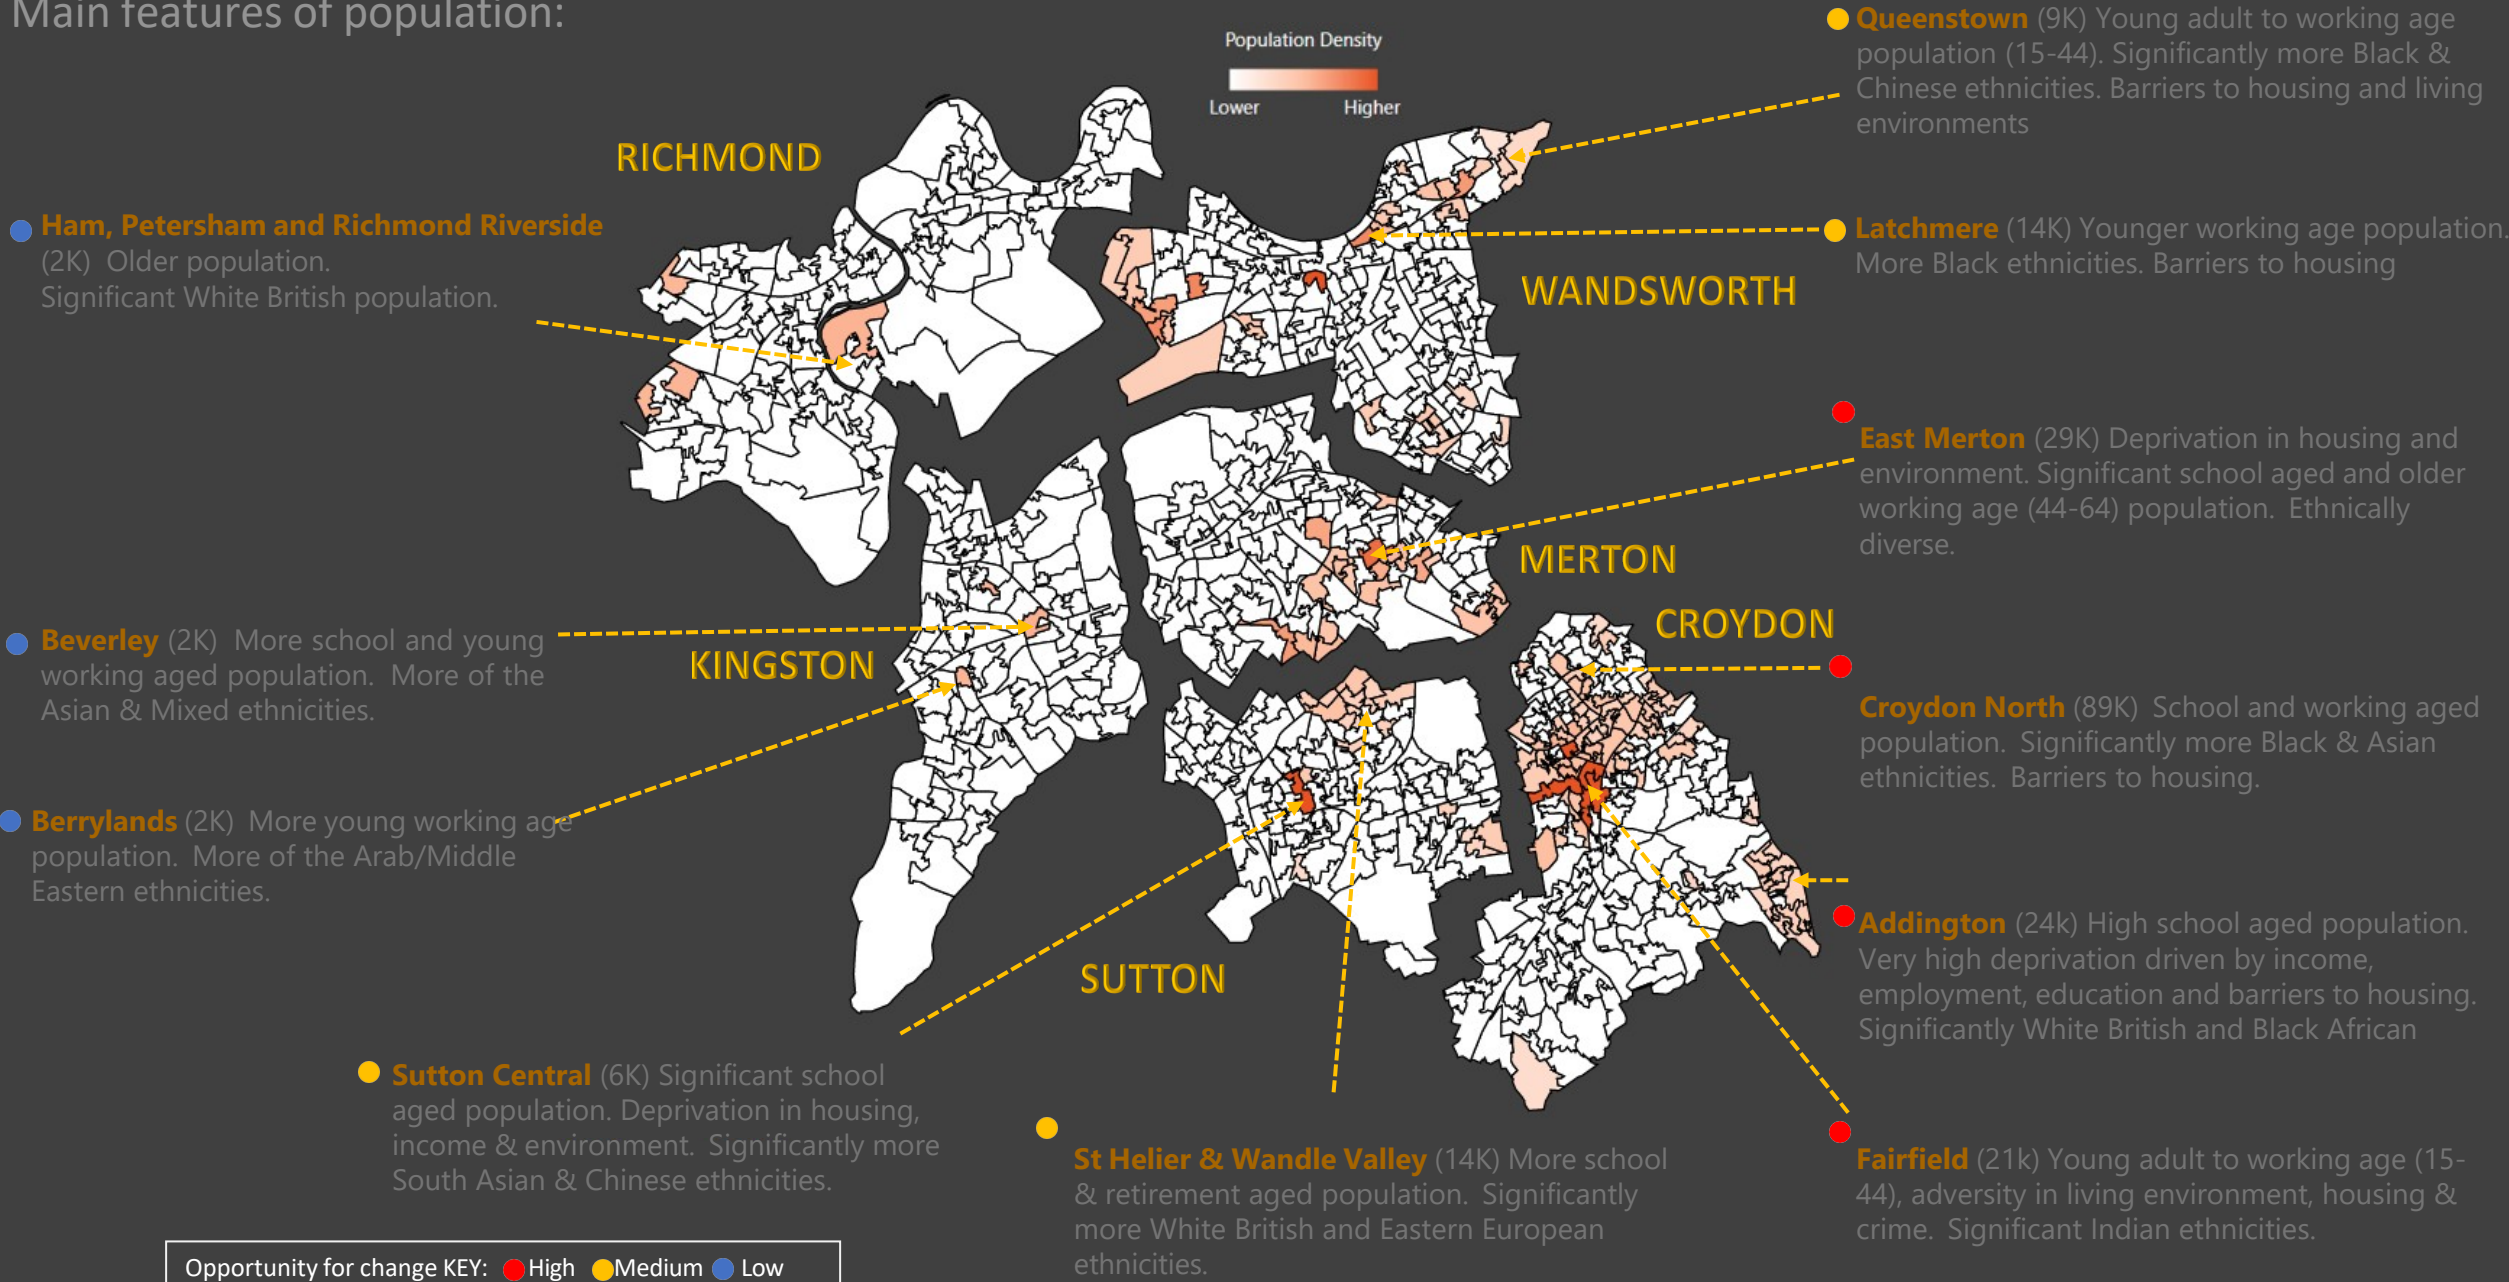 Main features of population:
Population Density
Lower Higher
RICHMOND
WANDSWORTH
MERTON
CROYDON
KINGSTON
SUTTON
Ham, Petersham and Richmond Riverside
(2K) Older population.
Significant White British population.
Beverley (2K) More school and young
working aged population. More of the
Asian & Mixed ethnicities.
Berrylands (2K) More young working age
population. More of the Arab/Middle
Eastern ethnicities.
Sutton Central (6K) Significant school
aged population. Deprivation in housing,
income & environment. Significantly more
South Asian & Chinese ethnicities.
St Helier & Wandle Valley (14K) More school
& retirement aged population. Significantly
more White British and Eastern European
ethnicities.
Queenstown (9K) Young adult to working age
population (15-44). Significantly more Black &
Chinese ethnicities. Barriers to housing and living
environments
Latchmere (14K) Younger working age population.
More Black ethnicities. Barriers to housing
East Merton (29K) Deprivation in housing and
environment. Significant school aged and older
working age (44-64) population. Ethnically
diverse.
Croydon North (89K) School and working aged
population. Significantly more Black & Asian
ethnicities. Barriers to housing.
Addington (24k) High school aged population.
Very high deprivation driven by income,
employment, education and barriers to housing.
Significantly White British and Black African
Fairfield (21k) Young adult to working age (15-
44), adversity in living environment, housing &
crime. Significant Indian ethnicities.
Opportunity for change KEY: High Medium Low